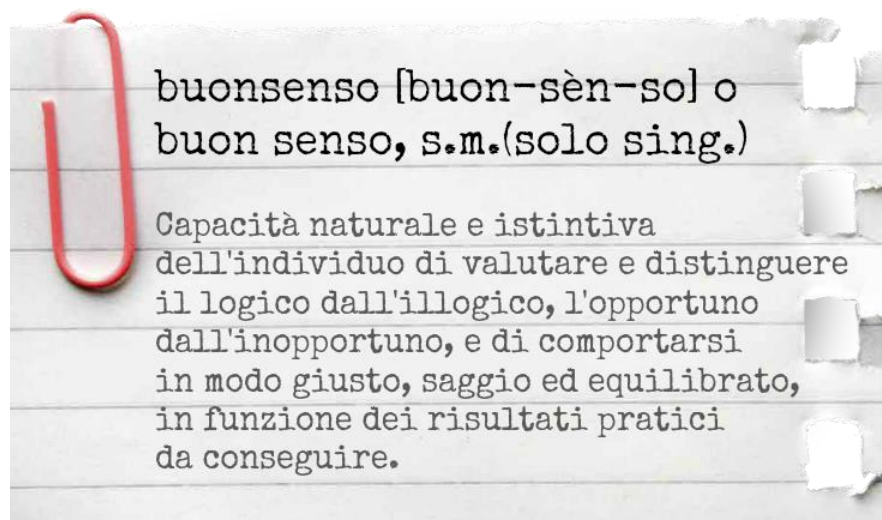 buonsenso [buon-sèn-so] o
buon senso, s.m.(solo sing.)
Capacità naturale e istintiva
dell'individuo di valutare e distinguere
il logico dall'illogico, l'opportuno
dall'inopportuno, e di comportarsi
in modo giusto, saggio ed equilibrato,
in funzione dei risultati pratici
da conseguire.